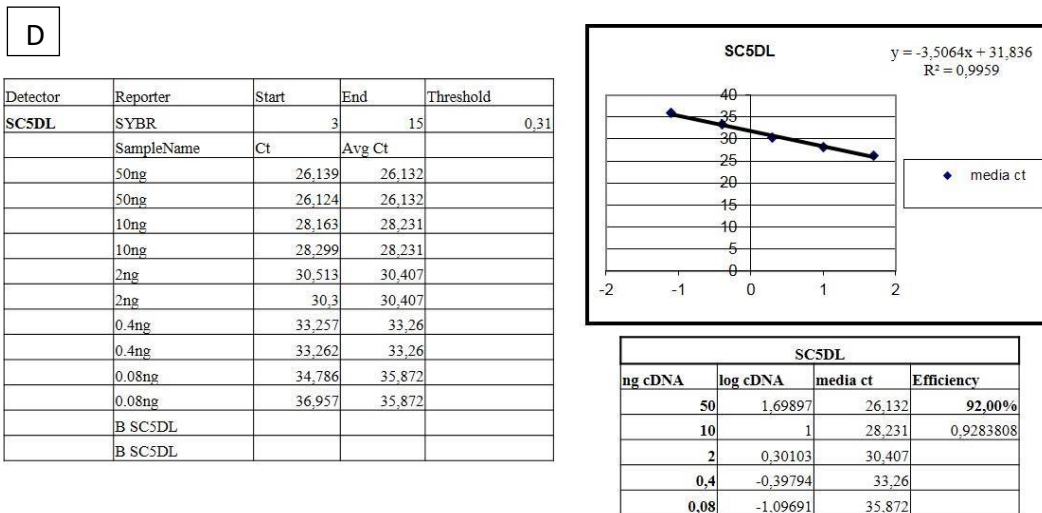 D
Detector Reporter Start End Threshold
SC5DL SYBR 3 15 0,31
SampleName Ct Avg Ct
50ng 26,139 26,132
50ng 26,124 26,132
10ng 28,163 28,231
10ng 28,299 28,231
2ng 30,513 30,407
2ng 30,3 30,407
0.4ng 33,257 33,26
0.4ng 33,262 33,26
0.08ng 34,786 35,872
0.08ng 36,957 35,872
B SC5DL
B SC5DL
SC5DL
y = -3,5064x + 31,836
R² = 0,9959
40
35
30
25
20
15
10
5
0
-2 -1 0 1 2
media ct
SC5DL
ng cDNA log cDNA media ct Efficiency
50 1,69897 26,132 92,00%
10 1 28,231 0,9283808
2 0,30103 30,407
0,4 -0,39794 33,26
0,08 -1,09691 35,872